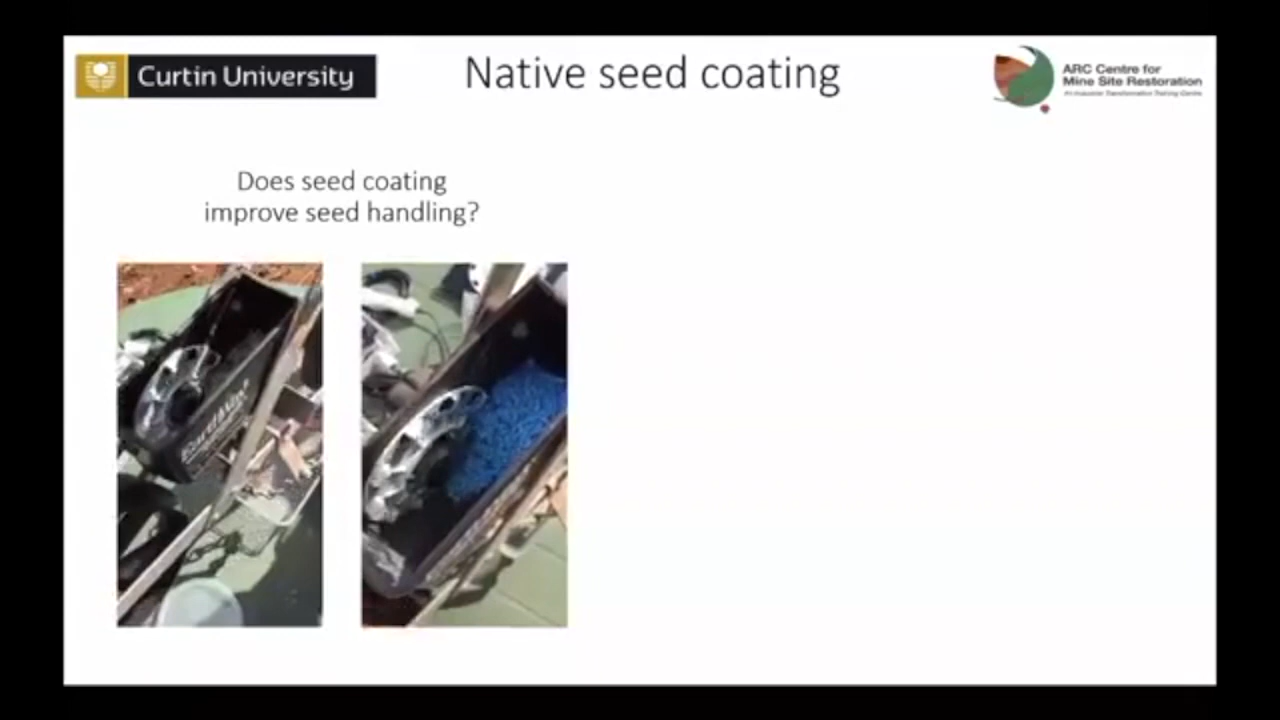 Curtin University
Native seed coating
ARC Centre for
Mine Site Restoration
Does seed coating
improve seed handling?